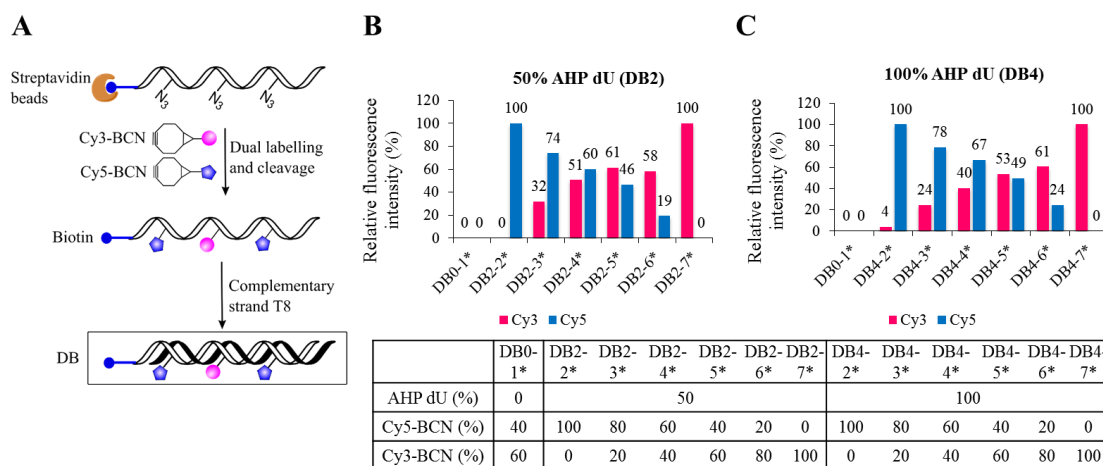 A
Streptavidin
beads
N3 N3 N3
Cy3-BCN
Cy5-BCN
Dual labelling
and cleavage
Biotin
Complementary
strand T8
DB
B
50% AHP dU (DB2)
Relative fluorescence
intensity (%)
120
100
80
60
40
20
0
0 0 0 100 32 74 51 60 61 46 58 19 100 0
DB0-1* DB2-2* DB2-3* DB2-4* DB2-5* DB2-6* DB2-7*
Cy3 Cy5
C
100% AHP dU (DB4)
Relative fluorescence
intensity (%)
120
100
80
60
40
20
0
0 0 4 100 24 78 40 67 53 49 61 24 100 0
DB0-1* DB4-2* DB4-3* DB4-4* DB4-5* DB4-6* DB4-7*
Cy3 Cy5
DB0- DB2- DB2- DB2- DB2- DB2- DB2- DB4- DB4- DB4- DB4- DB4- DB4-
1* 2* 3* 4* 5* 6* 7* 2* 3* 4* 5* 6* 7*
AHP dU (%) 0 50 100
Cy5-BCN (%) 40 100 80 60 40 20 0 100 80 60 40 20 0
Cy3-BCN (%) 60 0 20 40 60 80 100 0 20 40 60 80 100